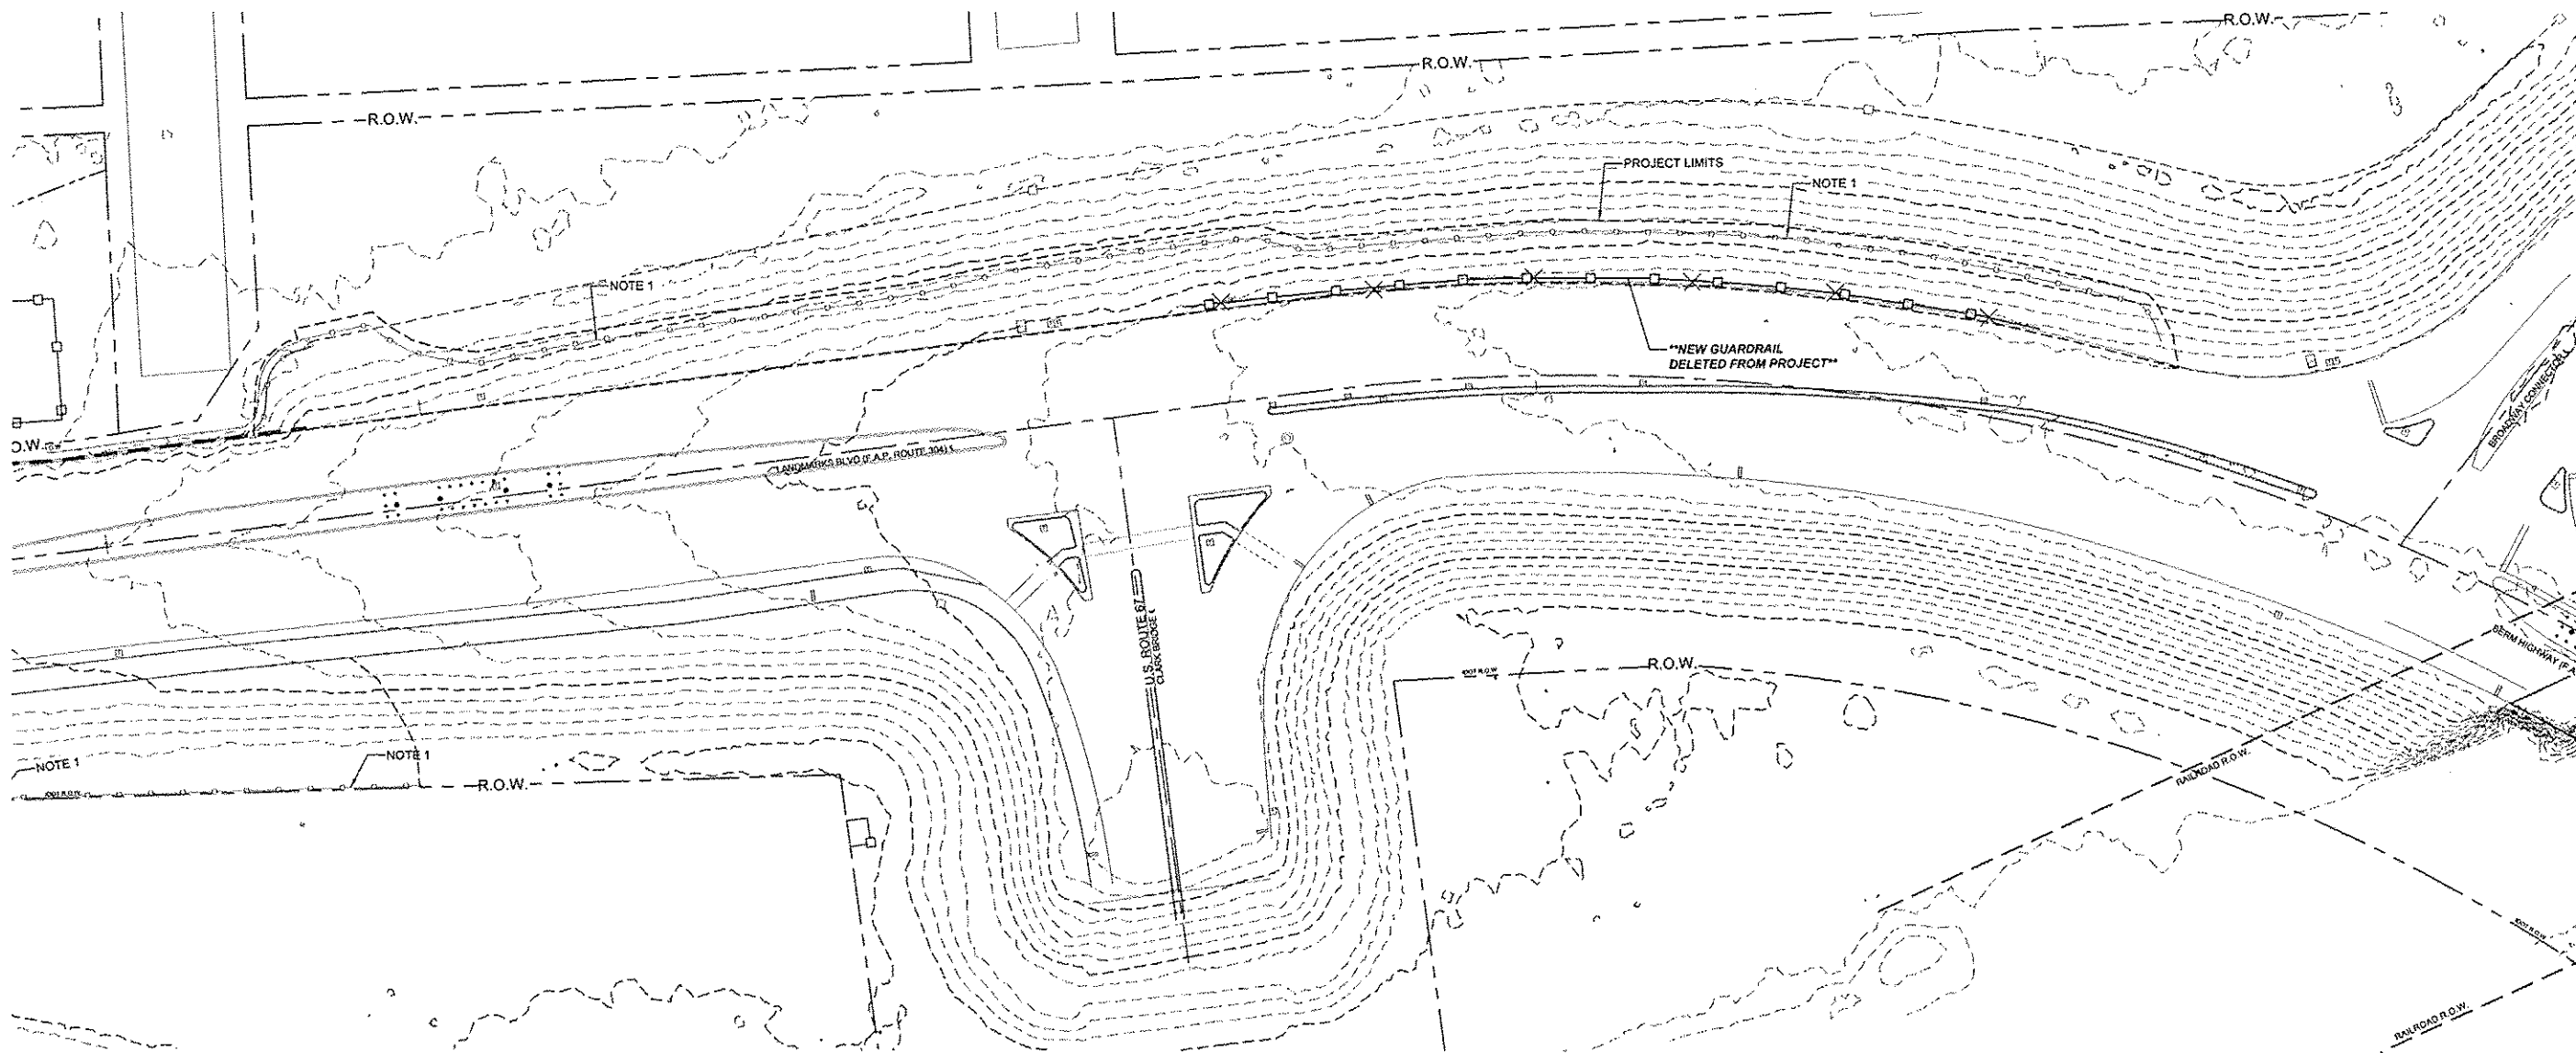 R.O.W.
R.O.W.
R.O.W.
PROJECT LIMITS
NOTE 1
NOTE 1
**NEW GUARDRAIL
DELETED FROM PROJECT**
BROADWAY CONNECTOR
O.W.
LANDMARKS BLVD (F.A.P. ROUTE 304)
U.S. ROUTE 67
CLARK BRIDGE
BERM HIGHWAY (F.A
R.O.W.
NOTE 1
NOTE 1
R.O.W.
RAILROAD R.O.W.
RAILROAD R.O.W.